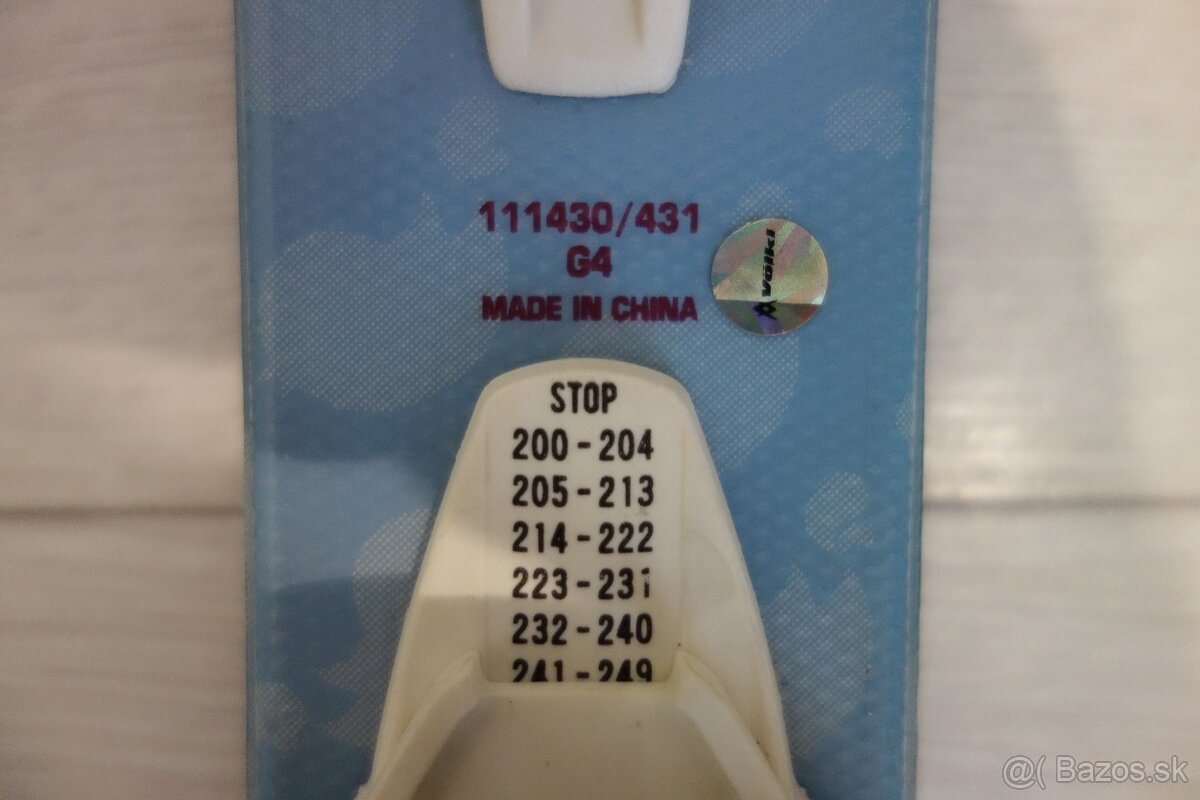 111430/431
G4
MADE IN CHINA
Völkl
STOP
200-204
205-213
214-222
223-231
232-240
241-249
@( Bazos.sk